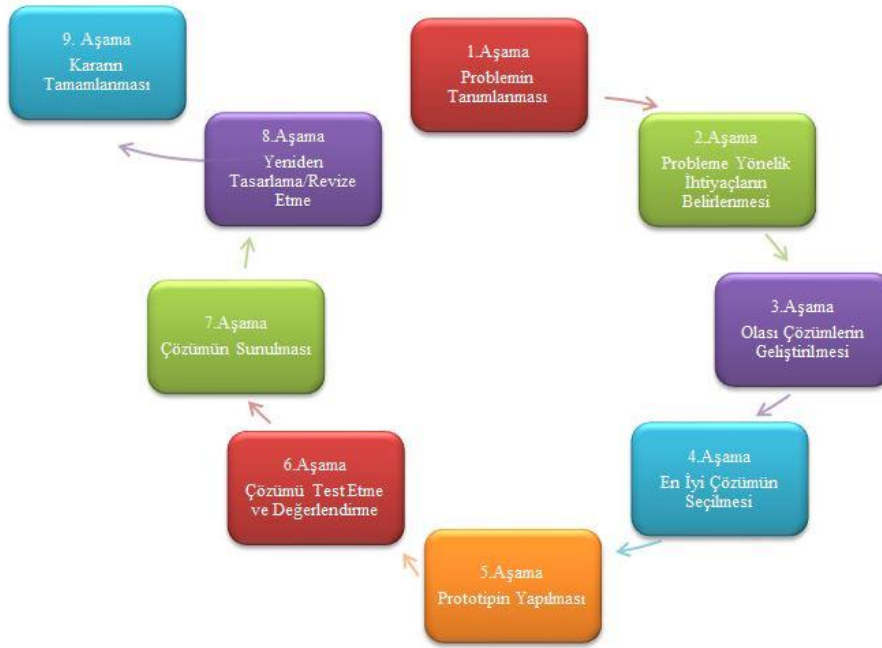 1.Aşama
Problemin
Tanımlanması
2.Aşama
Probleme Yönelik
İhtiyaçların
Belirlenmesi
3.Aşama
Olası Çözümlerin
Geliştirilmesi
4.Aşama
En İyi Çözümün
Seçilmesi
5.Aşama
Prototipin Yapılması
6.Aşama
Çözümü Test Etme
ve Değerlendirme
7.Aşama
Çözümün Sunulması
8.Aşama
Yeniden
Tasarlama/Revize
Etme
9. Aşama
Kararın
Tamamlanması